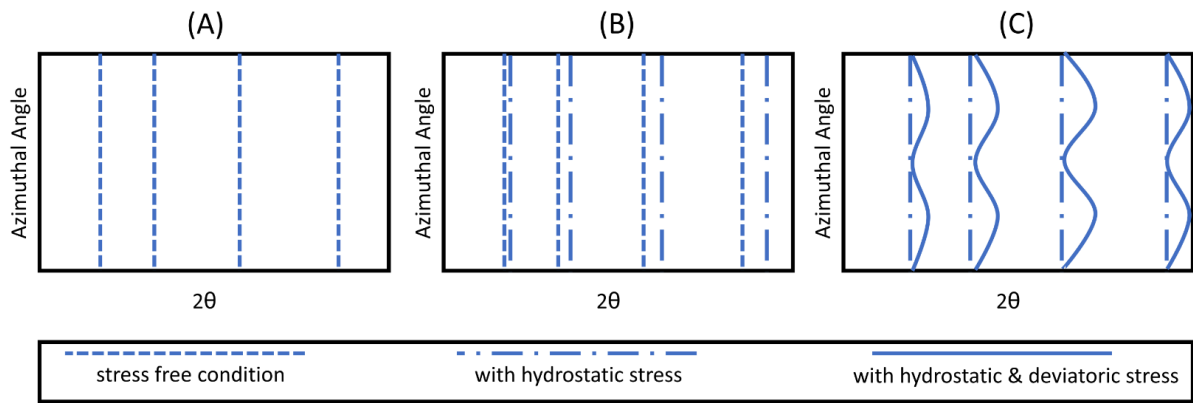 (A)
(B)
(C)
Azimuthal Angle
Azimuthal Angle
Azimuthal Angle
2θ
2θ
2θ
stress free condition
with hydrostatic stress
with hydrostatic & deviatoric stress